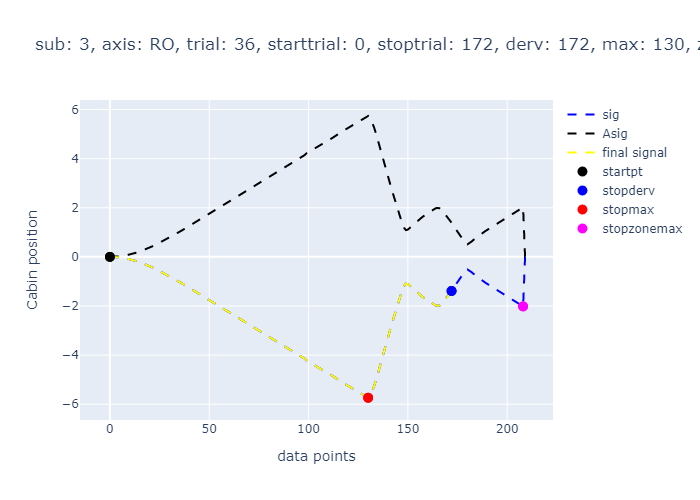 sub: 3, axis: RO, trial: 36, starttrial: 0, stoptrial: 172, derv: 172, max: 130, z
6
4
2
0
−2
−4
−6
Cabin position
0
50
100
150
200
data points
sig
Asig
final signal
startpt
stopderv
stopmax
stopzonemax